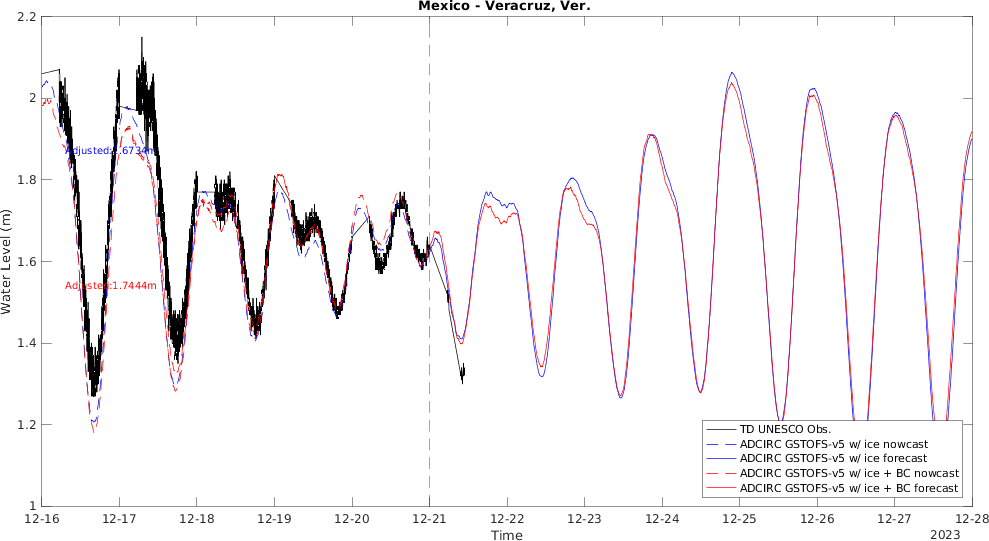 Mexico - Veracruz, Ver.
2.2
2
1.8
1.6
1.4
1.2
1
Water Level (m)
Adjusted:1.6734m
Adjusted:1.7444m
TD UNESCO Obs.
ADCIRC GSTOFS-v5 w/ ice nowcast
ADCIRC GSTOFS-v5 w/ ice forecast
ADCIRC GSTOFS-v5 w/ ice + BC nowcast
ADCIRC GSTOFS-v5 w/ ice + BC forecast
12-16 12-17 12-18 12-19 12-20 12-21 12-22 12-23 12-24 12-25 12-26 12-27 12-28
Time
2023